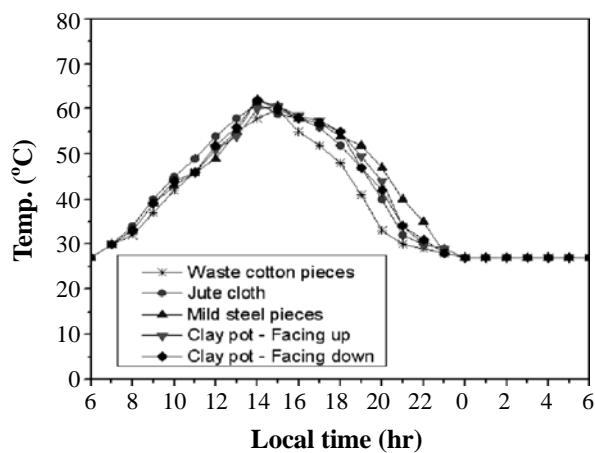 Temp. (°C)
80
70
60
50
40
30
20
10
0
Waste cotton pieces
Jute cloth
Mild steel pieces
Clay pot - Facing up
Clay pot - Facing down
6 8 10 12 14 16 18 20 22 0 2 4 6
Local time (hr)